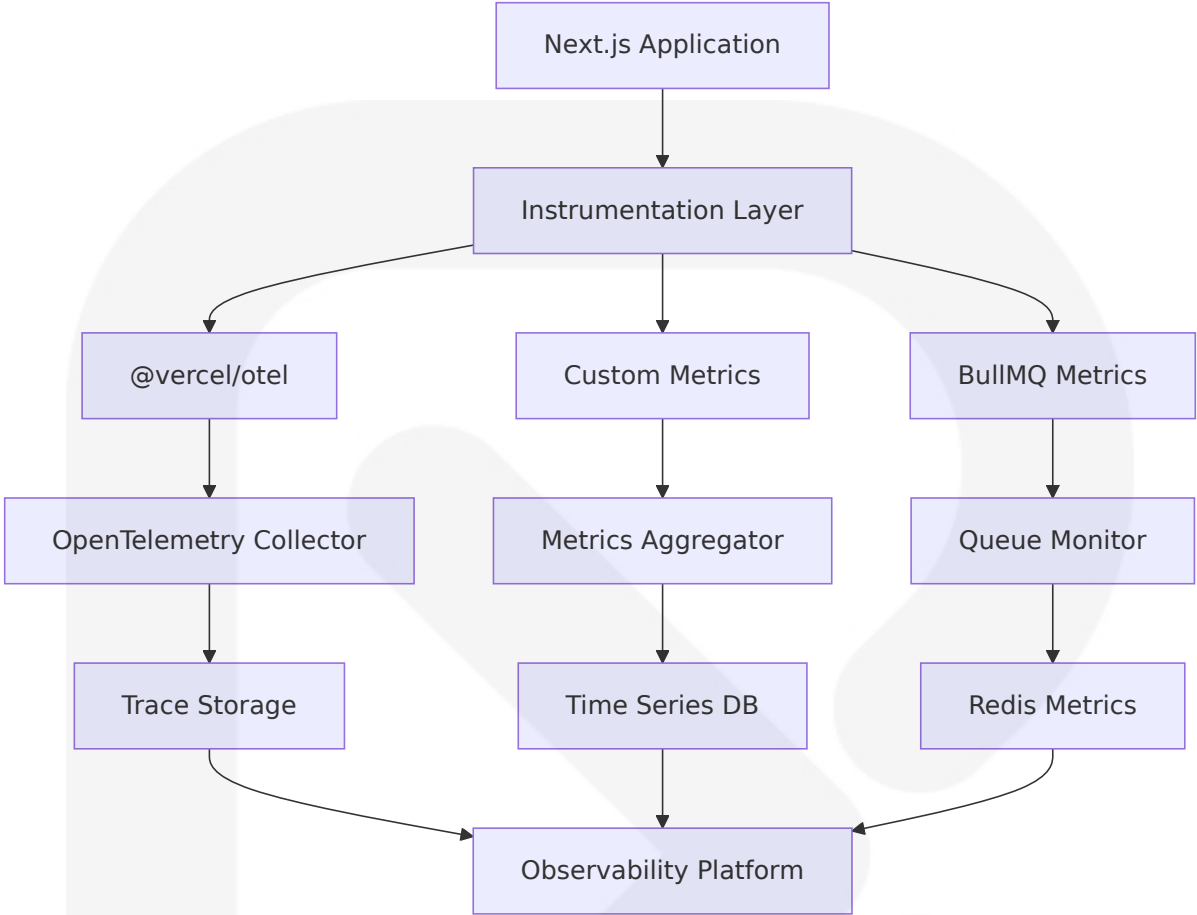 Next.js Application
Instrumentation Layer
@vercel/otel
Custom Metrics
BullMQ Metrics
OpenTelemetry Collector
Metrics Aggregator
Queue Monitor
Trace Storage
Time Series DB
Redis Metrics
Observability Platform